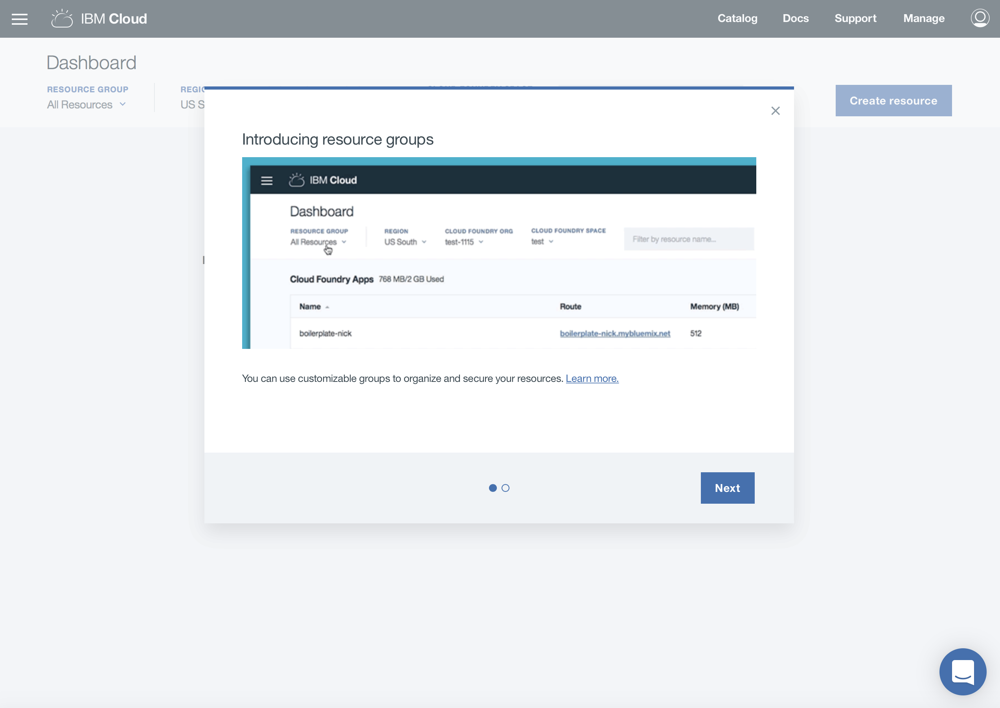 IBM Cloud
Catalog Docs Support Manage
Dashboard
RESOURCE GROUP
All Resources
US S
Create resource
Introducing resource groups
IBM Cloud
Dashboard
RESOURCE GROUP REGION CLOUD FOUNDRY ORG CLOUD FOUNDRY SPACE
All Resources US South test-1115 test
Filter by resource name...
Cloud Foundry Apps 768 MB/2 GB Used
Name Route Memory (MB)
boilerplate-nick boilerplate-nick.mybluemix.net 512
You can use customizable groups to organize and secure your resources. Learn more.
Next